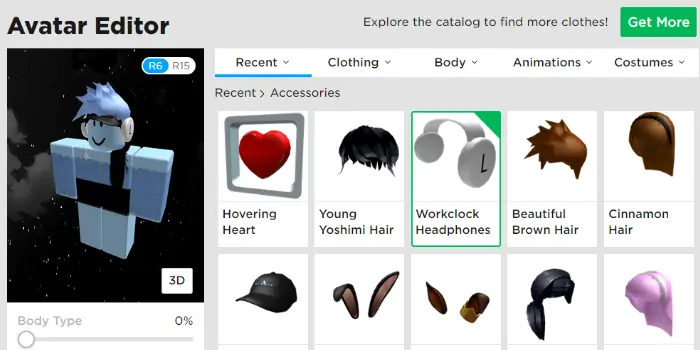 Avatar Editor
Explore the catalog to find more clothes!
Get More
R6 R15
Recent
Clothing
Body
Animations
Costumes
Recent > Accessories
L
Hovering
Heart
Young
Yoshimi Hair
Workclock
Headphones
Beautiful
Brown Hair
Cinnamon
Hair
3D
Body Type
0%